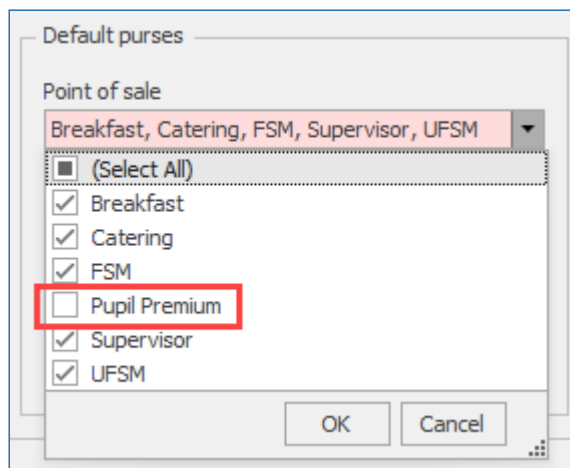 Default purses
Point of sale
Breakfast, Catering, FSM, Supervisor, UFSM
(Select All)
Breakfast
Catering
FSM
Pupil Premium
Supervisor
UFSM
OK Cancel